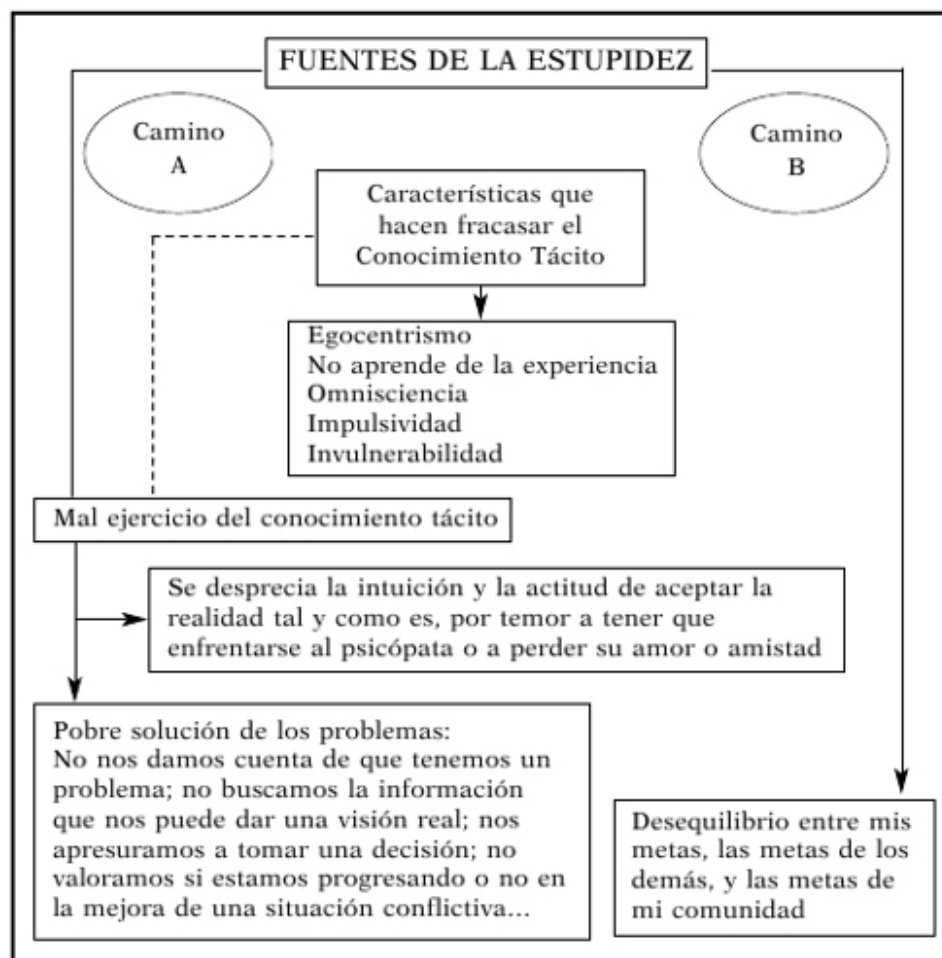 FUENTES DE LA ESTUPIDEZ
Camino
A
Camino
B
Características que
hacen fracasar el
Conocimiento Tácito
Egocentrismo
No aprende de la experiencia
Omnisciencia
Impulsividad
Invulnerabilidad
Mal ejercicio del conocimiento tácito
Se desprecia la intuición y la actitud de aceptar la
realidad tal y como es, por temor a tener que
enfrentarse al psicópata o a perder su amor o amistad
Pobre solución de los problemas:
No nos damos cuenta de que tenemos un
problema; no buscamos la información
que nos puede dar una visión real; nos
apresuramos a tomar una decisión; no
valoramos si estamos progresando o no en
la mejora de una situación conflictiva...
Desequilibrio entre mis
metas, las metas de los
demás, y las metas de
mi comunidad